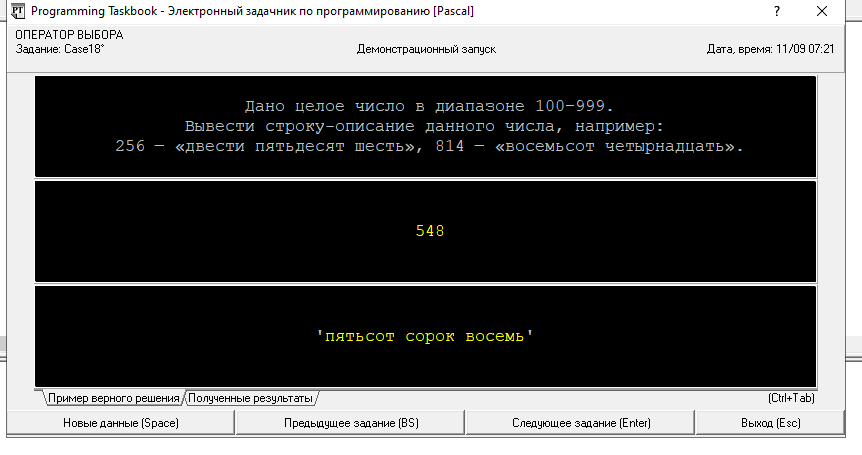 Programming Taskbook - Электронный задачник по программированию [Pascal]
ОПЕРАТОР ВЫБОРА
Задание: Case18° Демонстрационный запуск Дата, время: 11/09 07:21
Дано целое число в диапазоне 100–999.
Вывести строку-описание данного числа, например:
256 — «двести пятьдесят шесть», 814 — «восемьсот четырнадцать».
548
'пятьсот сорок восемь'
Пример верного решения Полученные результаты (Ctrl+Tab)
Новые данные (Space) Предыдущее задание (BS) Следующее задание (Enter) Выход (Esc)